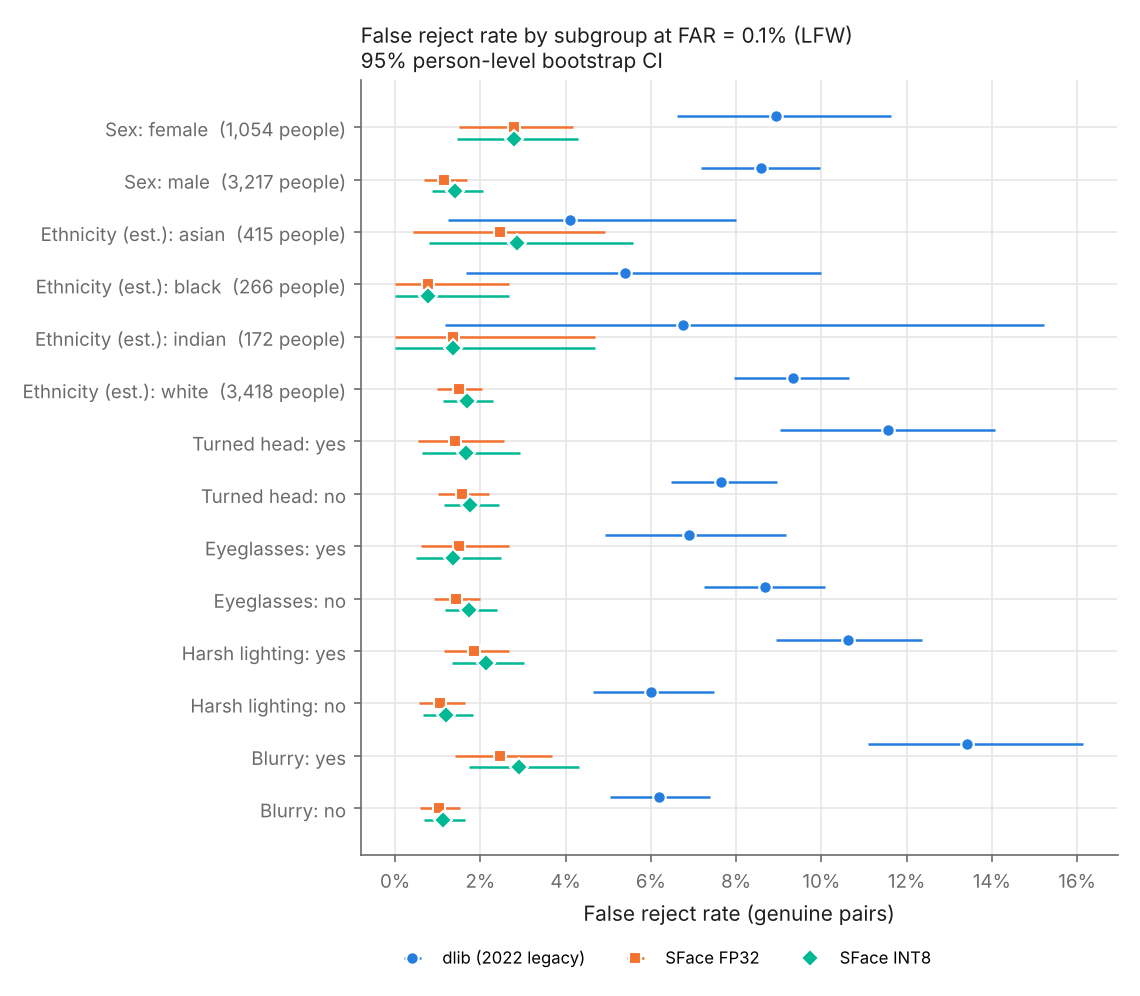 False reject rate by subgroup at FAR = 0.1% (LFW)
95% person-level bootstrap CI
Sex: female (1,054 people)
Sex: male (3,217 people)
Ethnicity (est.): asian (415 people)
Ethnicity (est.): black (266 people)
Ethnicity (est.): indian (172 people)
Ethnicity (est.): white (3,418 people)
Turned head: yes
Turned head: no
Eyeglasses: yes
Eyeglasses: no
Harsh lighting: yes
Harsh lighting: no
Blurry: yes
Blurry: no
0% 2% 4% 6% 8% 10% 12% 14% 16%
False reject rate (genuine pairs)
dlib (2022 legacy) SFace FP32 SFace INT8